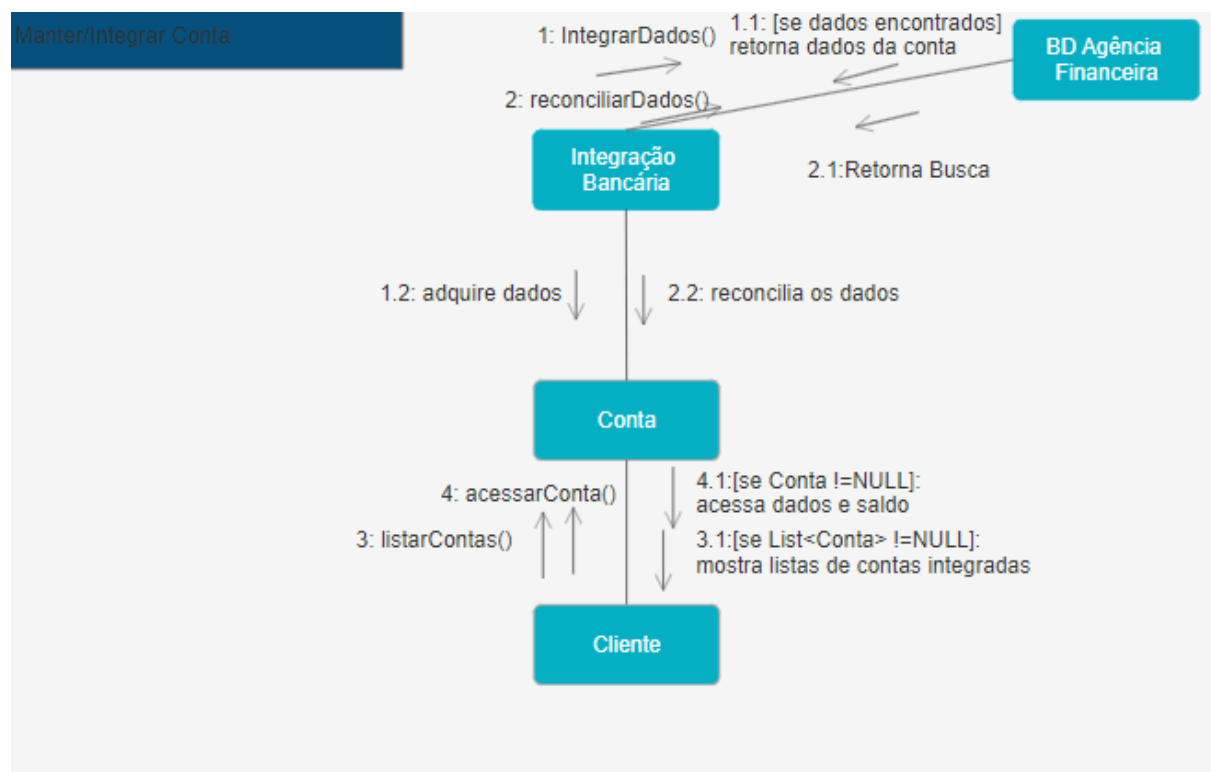 Manter/Integrar Conta
1: IntegrarDados()
1.1: [se dados encontrados]
retorna dados da conta
BD Agência
Financeira
2: reconciliarDados()
Integração
Bancária
2.1:Retorna Busca
1.2: adquire dados
2.2: reconcilia os dados
Conta
4: acessarConta()
4.1:[se Conta !=NULL]:
acessa dados e saldo
3: listarContas()
3.1:[se List<Conta> !=NULL]:
mostra listas de contas integradas
Cliente